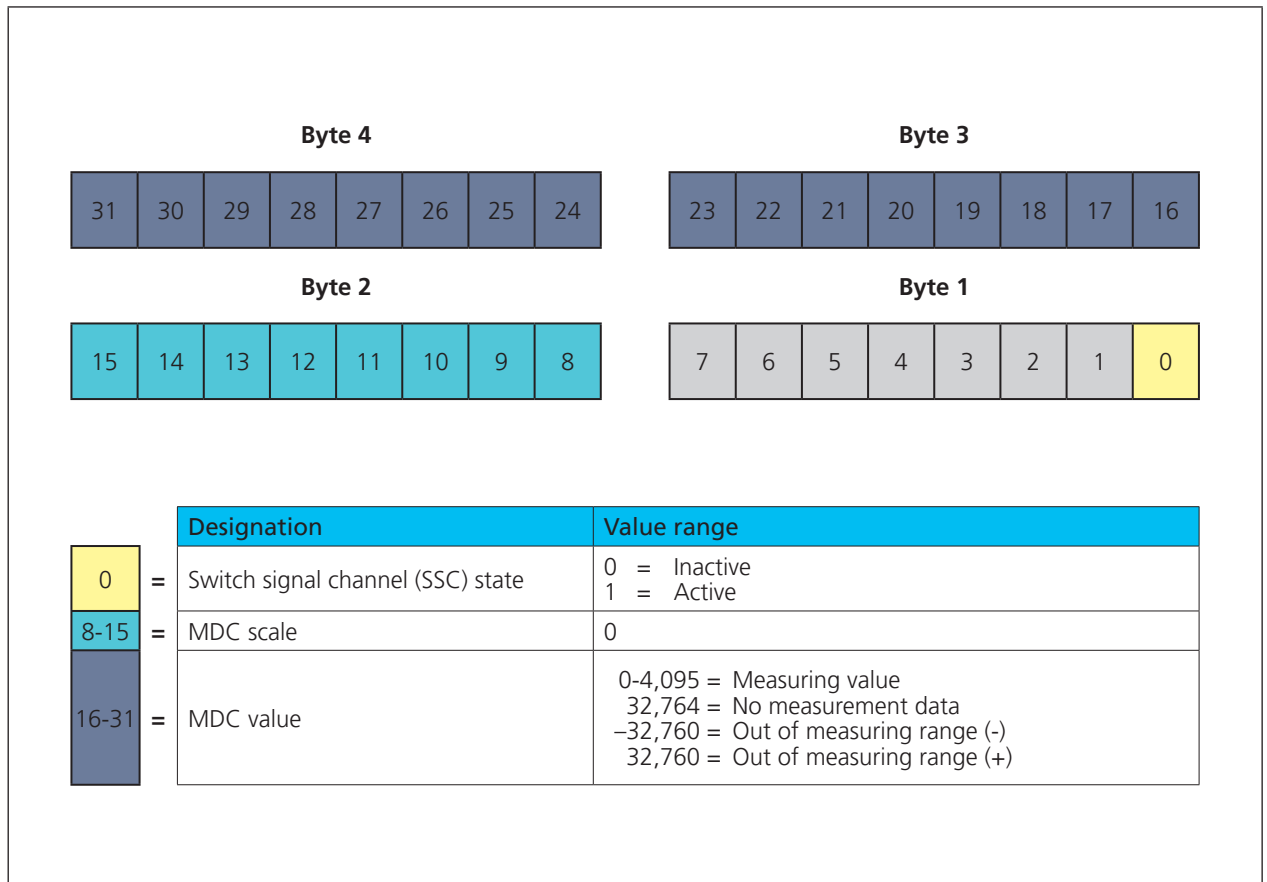 Byte 4 Byte 3
31 30 29 28 27 26 25 24 23 22 21 20 19 18 17 16
Byte 2 Byte 1
15 14 13 12 11 10 9 8 7 6 5 4 3 2 1 0
Designation Value range
0 = Switch signal channel (SSC) state 0 = Inactive
1 = Active
8-15 = MDC scale 0
16-31 = MDC value 0-4,095 = Measuring value
32,764 = No measurement data
–32,760 = Out of measuring range (-)
32,760 = Out of measuring range (+)